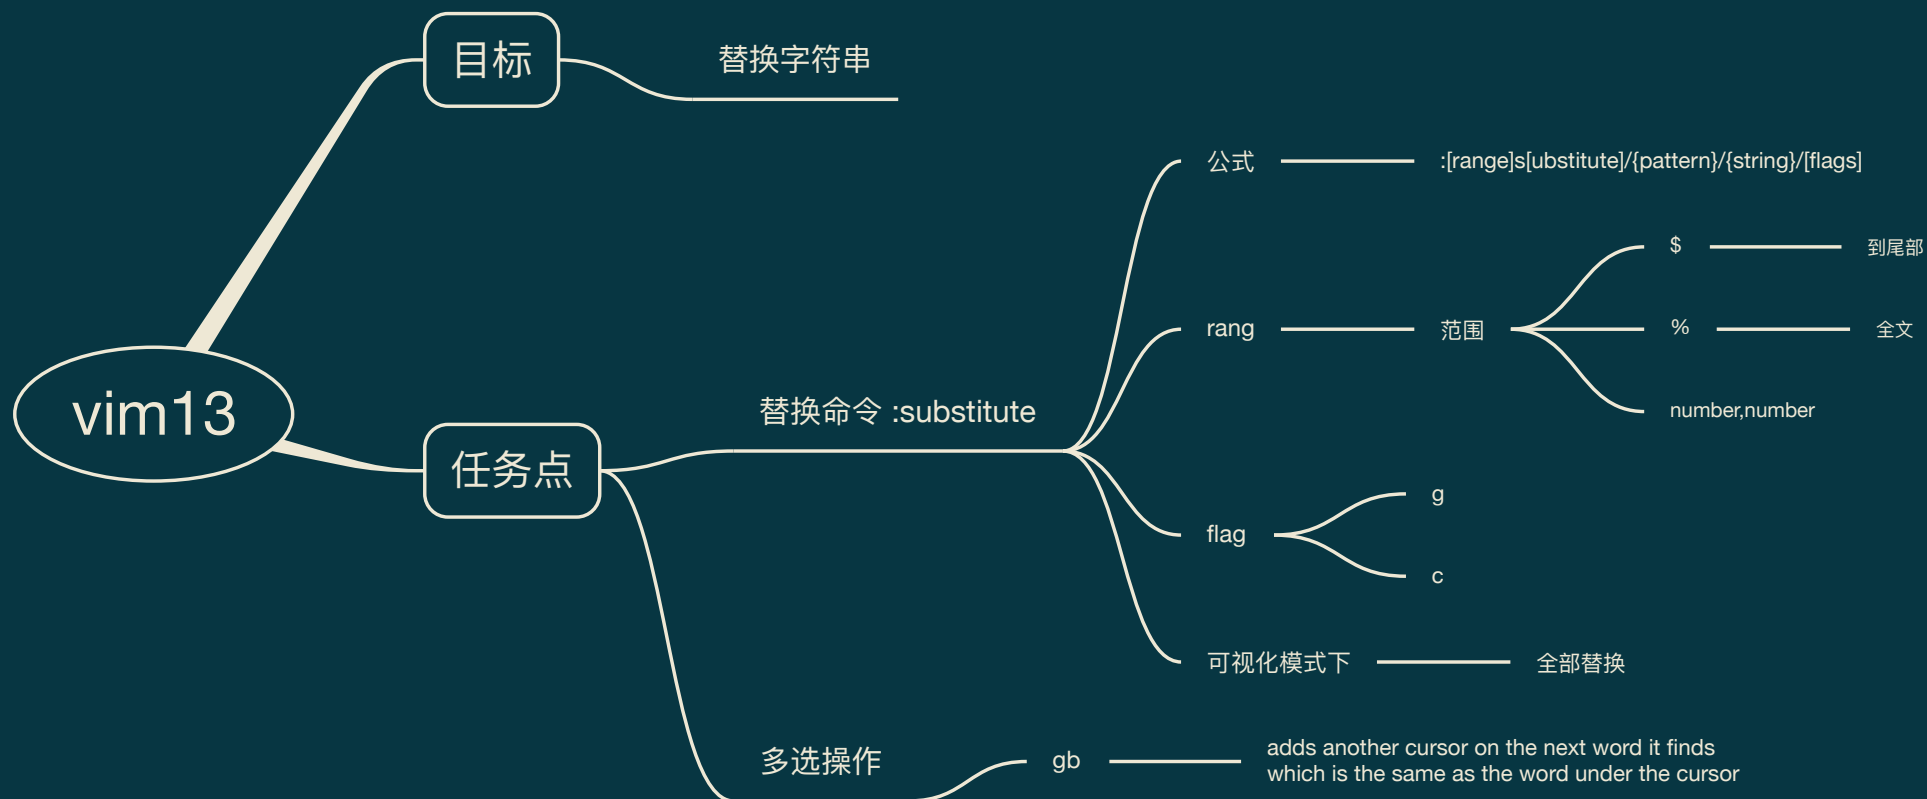 vim13
目标
替换字符串
任务点
替换命令 :substitute
公式
:[range]s[ubstitute]/{pattern}/{string}/[flags]
rang
范围
$
到尾部
%
全文
number,number
flag
g
c
可视化模式下
全部替换
多选操作
gb
adds another cursor on the next word it finds
which is the same as the word under the cursor